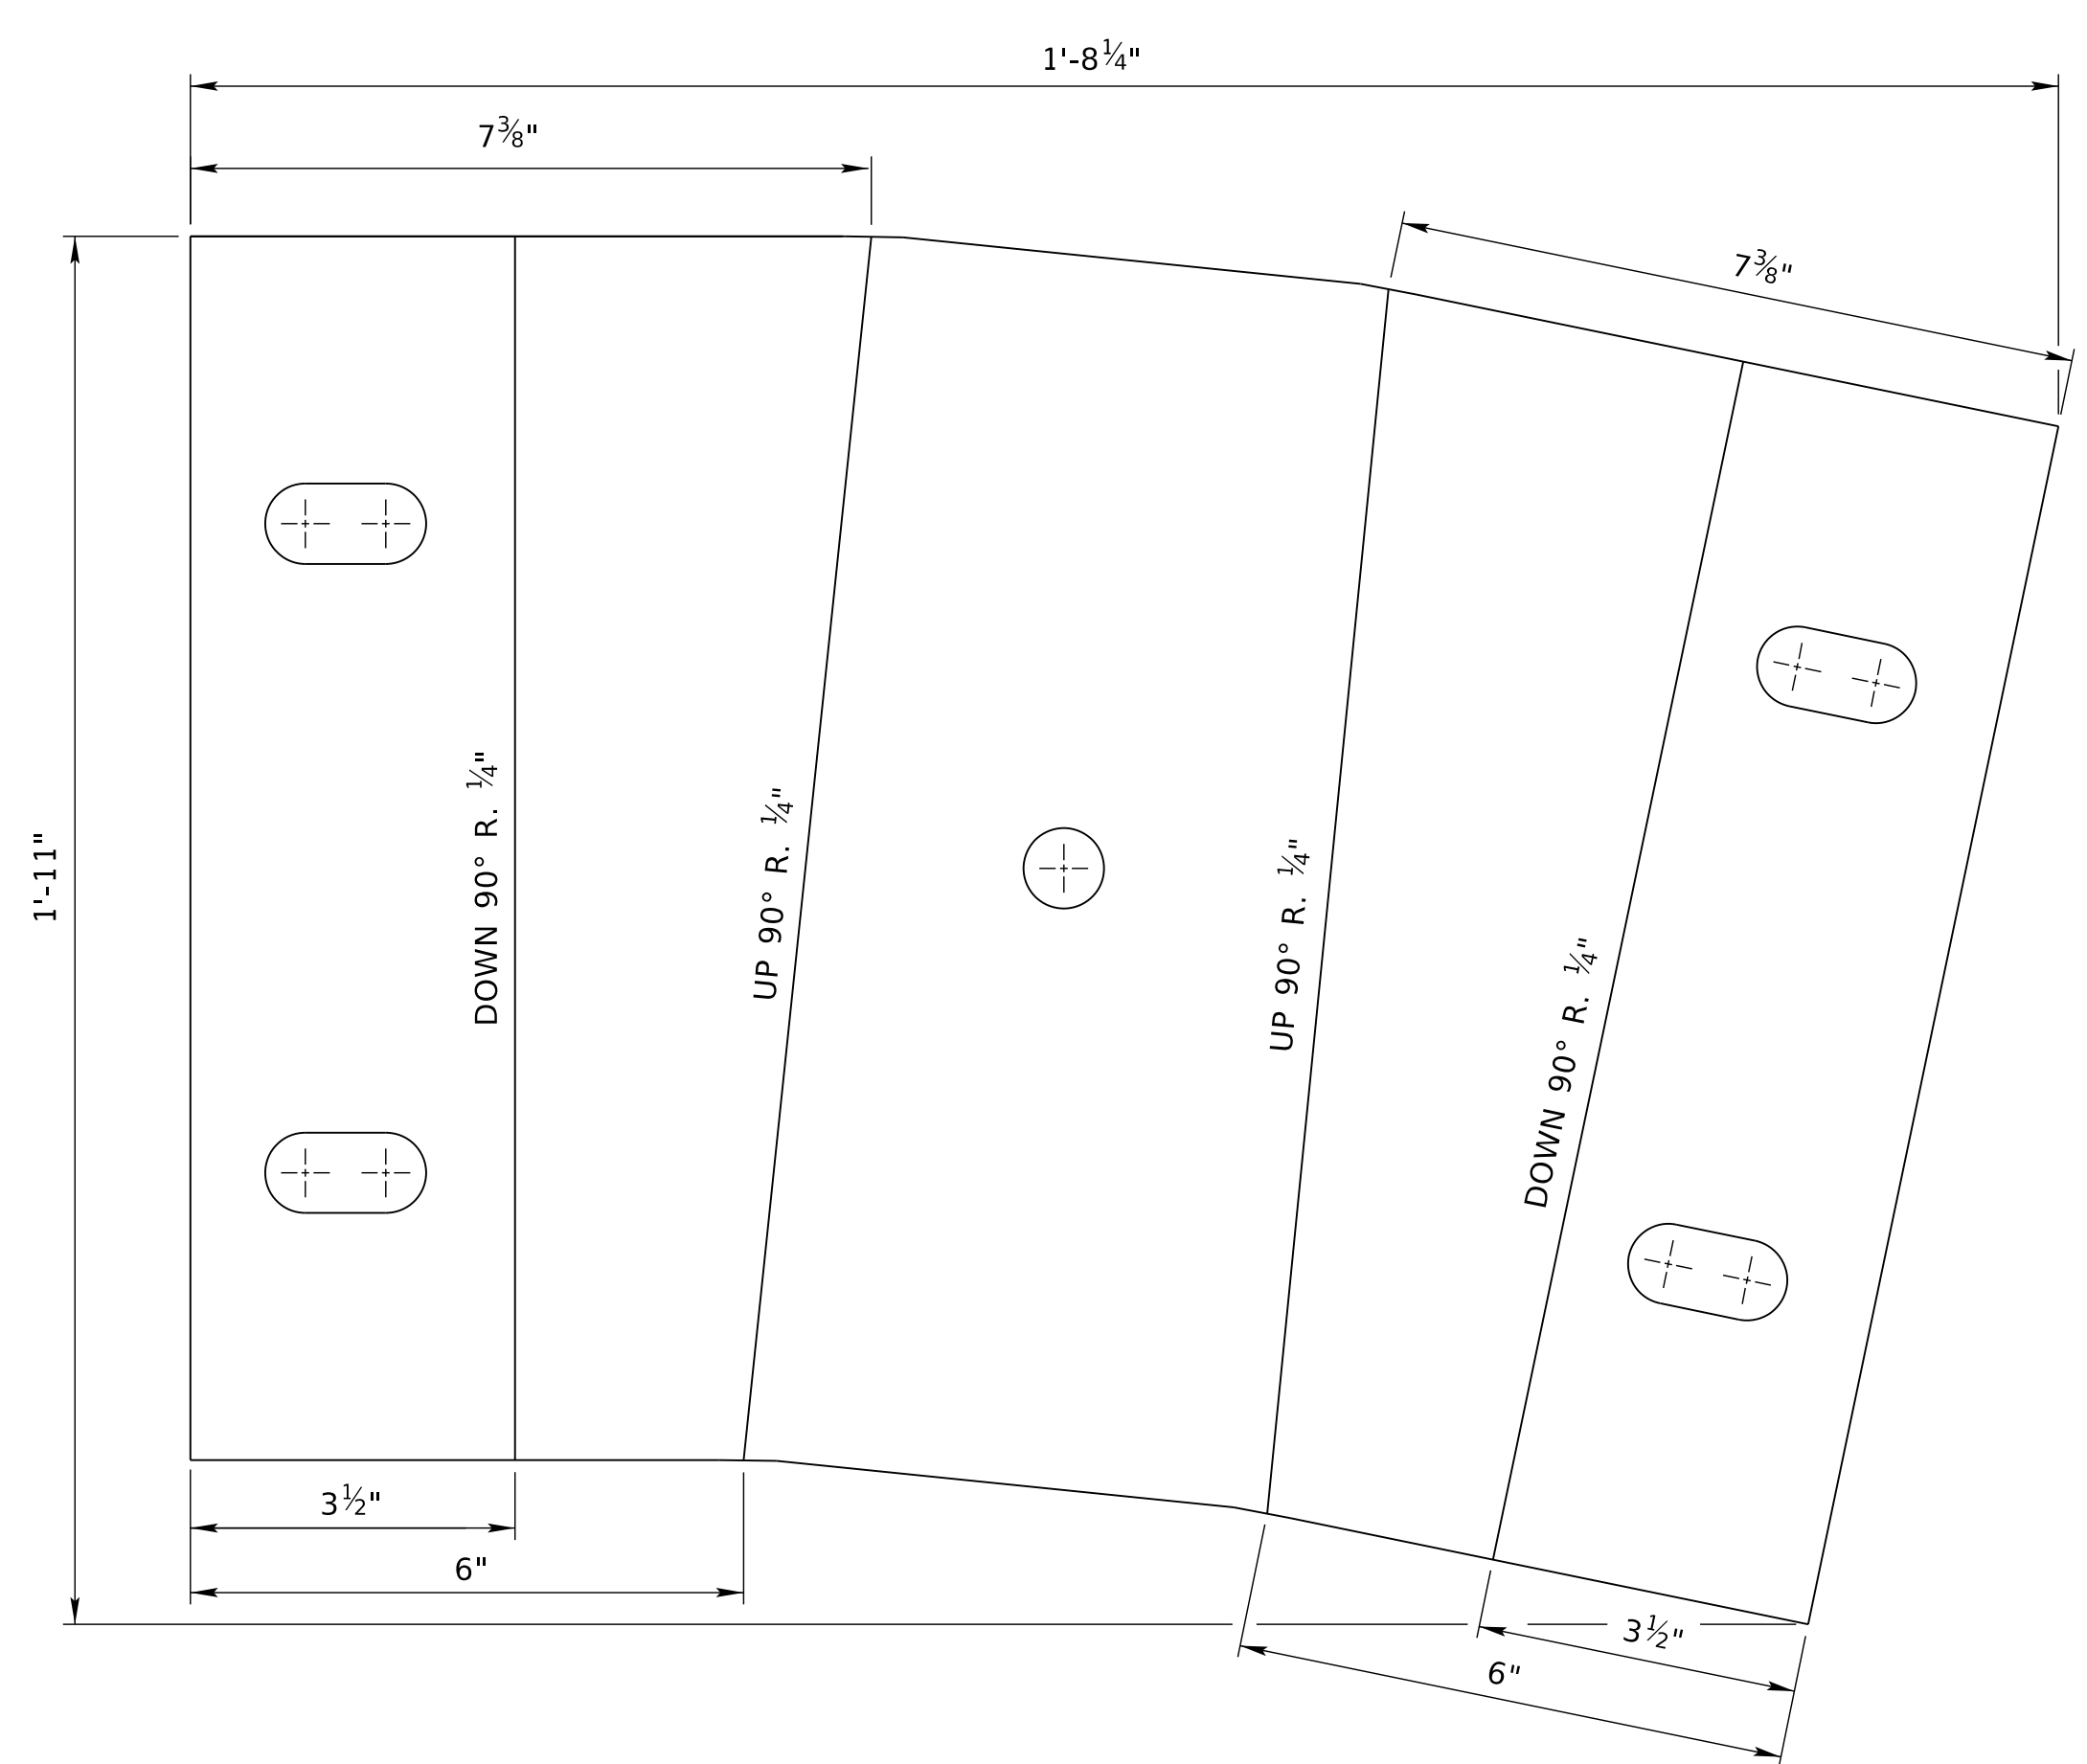 1'-8¼"
7⅜"
7⅜"
1'-11"
DOWN 90° R. ¼"
UP 90° R. ¼"
UP 90° R. ¼"
DOWN 90° R. ¼"
3½"
6"
3½"
6"